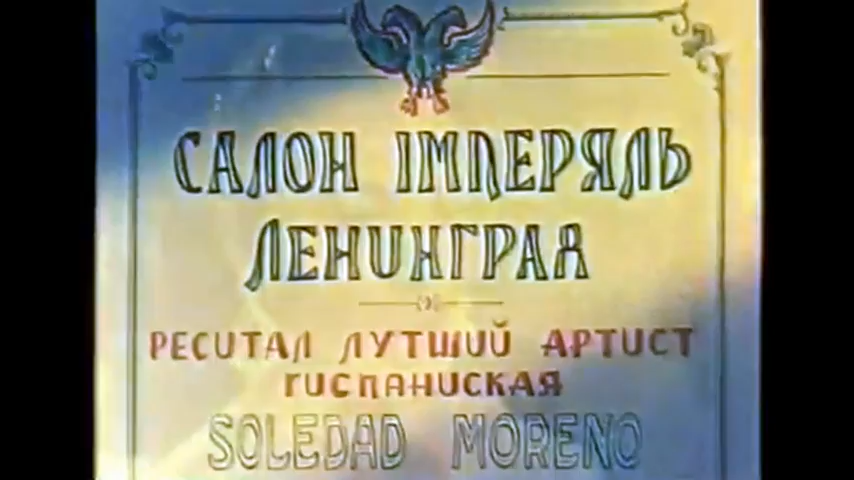 САЛОН ІМПЕРЯЛЬ
ЛЕНИНГРАЯ
РЕСИТАЛ ЛУТШИЙ АРТИСТ
ГИСПАНИСКАЯ
SOLEDAD MORENO